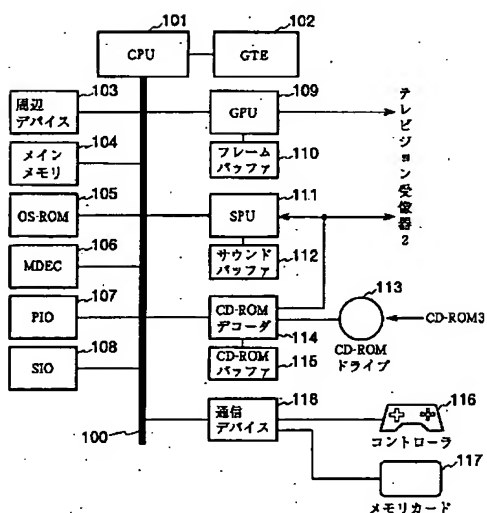 101
102
CPU
GTE
103
109
周辺
デバイス
GPU
テレビジョン受像器2
104
メイン
メモリ
フレーム
バッファ
110
105
111
OS-ROM
SPU
106
112
MDEC
サウンド
バッファ
107
113
PIO
CD-ROM
デコーダ
CD-ROM3
108
114
CD-ROM
ドライブ
SIO
CD-ROM
バッファ
115
118
116
通信
デバイス
100
コントローラ
117
メモリカード